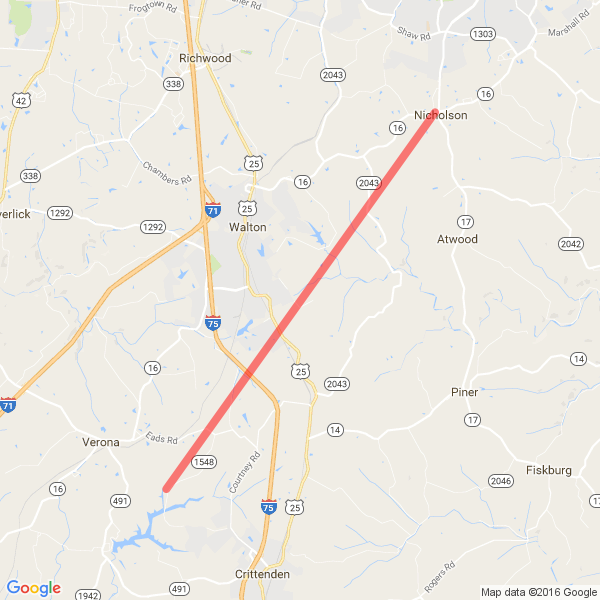 Frogtown Rd
Shaw Rd
1303
Marshall Rd
Richwood
2043
338
16
42
Nicholson
16
25
Chambers Rd
338
16
2043
25
71
1292
1292
17
Walton
Atwood
2042
75
16
25
2043
14
71
Piner
17
14
Verona
Eads Rd
Fiskburg
1548
Courtney Rd
16
491
2046
17
75
25
Rogers Rd
Crittenden
491
1942
Google
Map data ©2016 Google